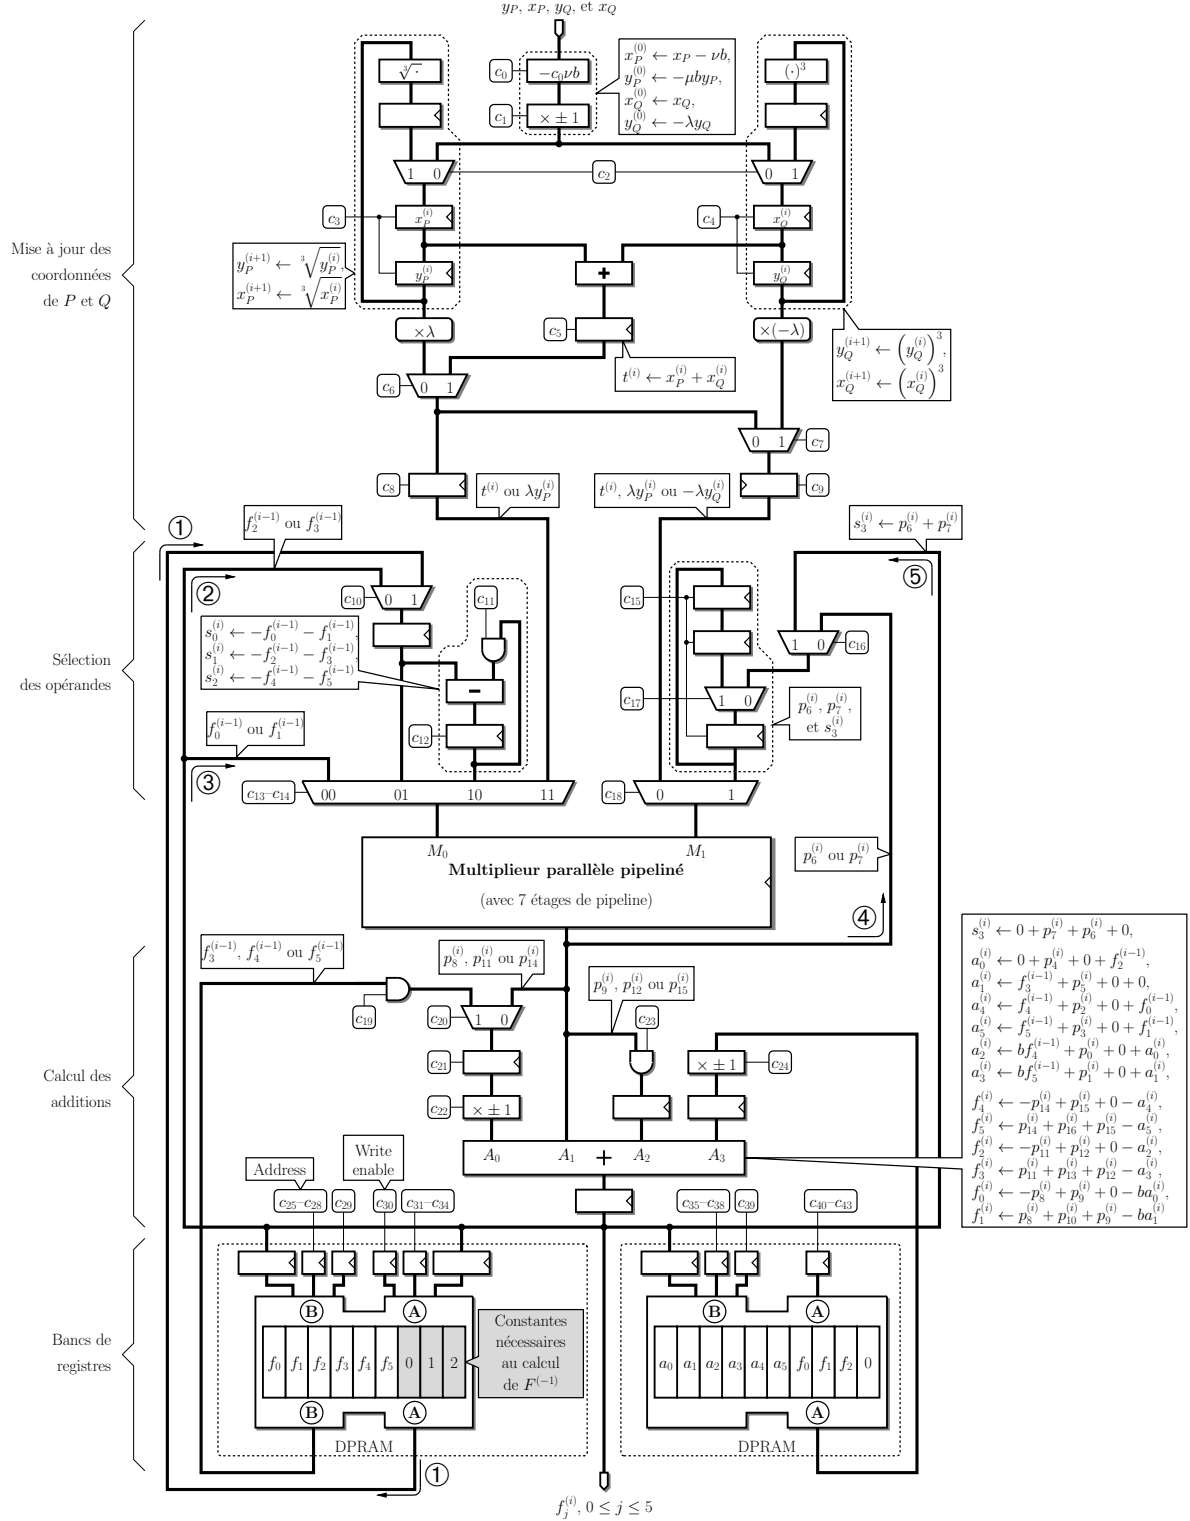 y_P, x_P, y_Q, et x_Q
c_0
−c_0νb
c_1
× ± 1
x_P^{(0)} ← x_P − νb,
y_P^{(0)} ← −μby_P,
x_Q^{(0)} ← x_Q,
y_Q^{(0)} ← −λy_Q
∛·
(·)^3
1 0
c_2
0 1
c_3
x_P^{(i)}
c_4
x_Q^{(i)}
Mise à jour des
coordonnées
de P et Q
y_P^{(i+1)} ← ∛y_P^{(i)},
x_P^{(i+1)} ← ∛x_P^{(i)}
y_P^{(i)}
+
y_Q^{(i)}
×λ
c_5
×(−λ)
t^{(i)} ← x_P^{(i)} + x_Q^{(i)}
y_Q^{(i+1)} ← (y_Q^{(i)})^3,
x_Q^{(i+1)} ← (x_Q^{(i)})^3
c_6
0 1
0 1
c_7
c_8
t^{(i)} ou λy_P^{(i)}
t^{(i)}, λy_P^{(i)} ou −λy_Q^{(i)}
c_9
①
f_2^{(i−1)} ou f_3^{(i−1)}
s_3^{(i)} ← p_6^{(i)} + p_7^{(i)}
②
⑤
c_10
0 1
c_11
c_15
s_0^{(i)} ← −f_0^{(i−1)} − f_1^{(i−1)},
s_1^{(i)} ← −f_2^{(i−1)} − f_3^{(i−1)},
s_2^{(i)} ← −f_4^{(i−1)} − f_5^{(i−1)}
1 0
c_16
Sélection
des opérandes
−
c_17
1 0
p_6^{(i)}, p_7^{(i)},
et s_3^{(i)}
f_0^{(i−1)} ou f_1^{(i−1)}
c_12
③
c_13–c_14
00 01 10 11
c_18
0 1
M_0 M_1
Multiplieur parallèle pipeliné
(avec 7 étages de pipeline)
p_6^{(i)} ou p_7^{(i)}
④
f_3^{(i−1)}, f_4^{(i−1)} ou f_5^{(i−1)}
p_8^{(i)}, p_11^{(i)} ou p_14^{(i)}
p_9^{(i)}, p_12^{(i)} ou p_15^{(i)}
c_19
c_20
1 0
c_23
c_21
× ± 1
c_24
c_22
× ± 1
Calcul des
additions
A_0 A_1 + A_2 A_3
s_3^{(i)} ← 0 + p_7^{(i)} + p_6^{(i)} + 0,
a_0^{(i)} ← 0 + p_4^{(i)} + 0 + f_2^{(i−1)},
a_1^{(i)} ← f_3^{(i−1)} + p_5^{(i)} + 0 + 0,
a_4^{(i)} ← f_4^{(i−1)} + p_2^{(i)} + 0 + f_0^{(i−1)},
a_5^{(i)} ← f_5^{(i−1)} + p_3^{(i)} + 0 + f_1^{(i−1)},
a_2^{(i)} ← bf_4^{(i−1)} + p_0^{(i)} + 0 + a_0^{(i)},
a_3^{(i)} ← bf_5^{(i−1)} + p_1^{(i)} + 0 + a_1^{(i)},
f_4^{(i)} ← −p_14^{(i)} + p_15^{(i)} + 0 − a_4^{(i)},
f_5^{(i)} ← p_14^{(i)} + p_16^{(i)} + p_15^{(i)} − a_5^{(i)},
f_2^{(i)} ← −p_11^{(i)} + p_12^{(i)} + 0 − a_2^{(i)},
f_3^{(i)} ← p_11^{(i)} + p_13^{(i)} + p_12^{(i)} − a_3^{(i)},
f_0^{(i)} ← −p_8^{(i)} + p_9^{(i)} + 0 − ba_0^{(i)},
f_1^{(i)} ← p_8^{(i)} + p_10^{(i)} + p_9^{(i)} − ba_1^{(i)}
Address
Write
enable
c_25–c_28
c_29
c_30
c_31–c_34
c_35–c_38
c_39
c_40–c_43
B A
B A
Bancs de
registres
f_0 f_1 f_2 f_3 f_4 f_5 0 1 2
Constantes
nécessaires
au calcul
de F^{(−1)}
a_0 a_1 a_2 a_3 a_4 a_5 f_0 f_1 f_2 0
B A
A
DPRAM
DPRAM
①
f_j^{(i)}, 0 ≤ j ≤ 5